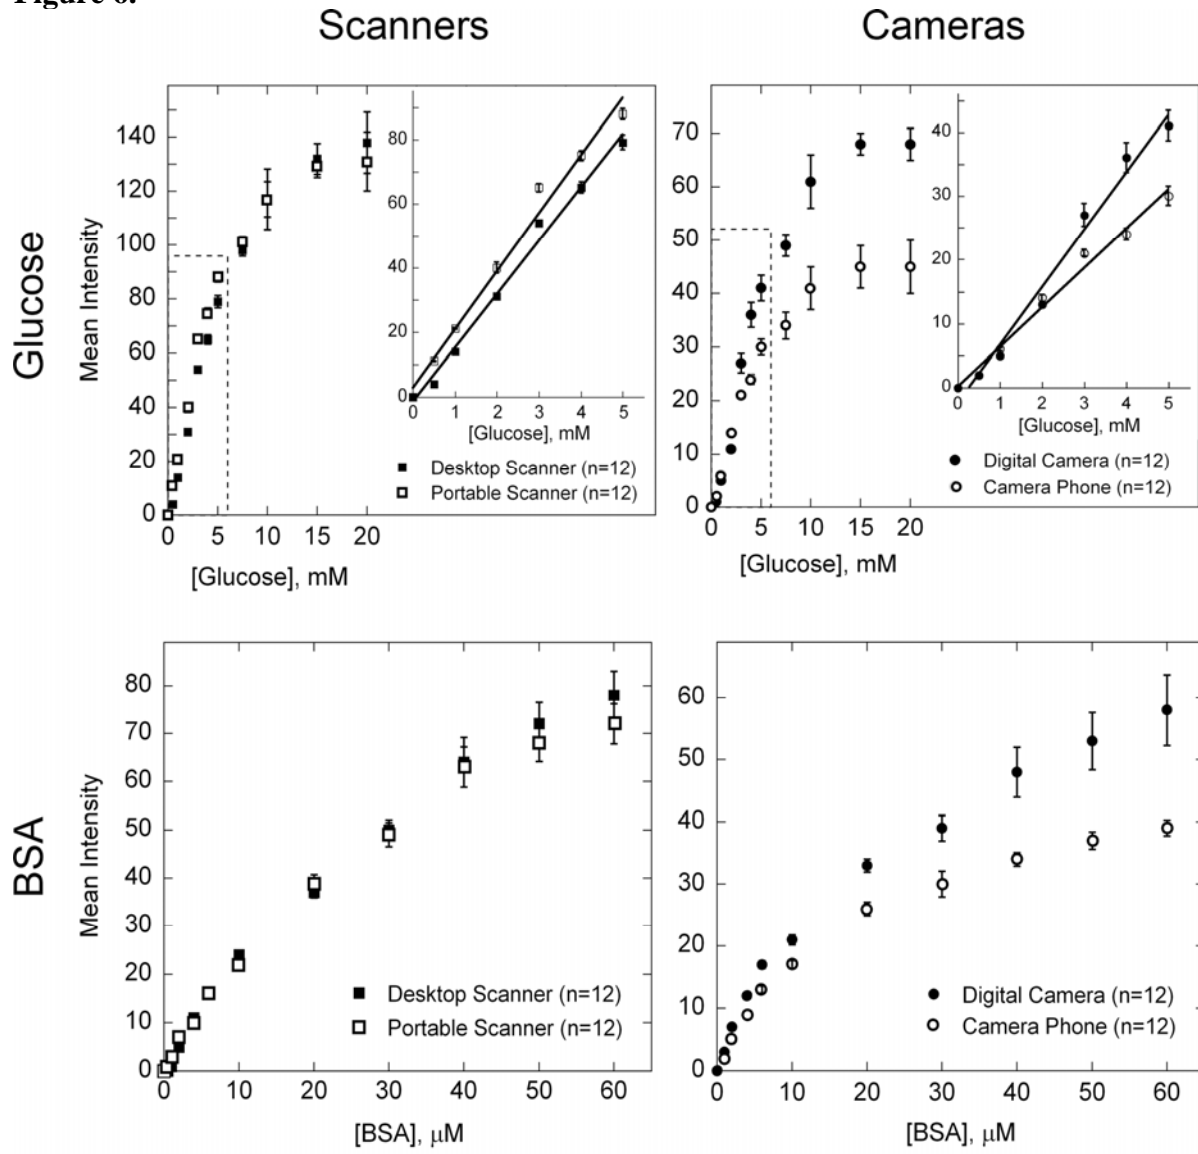 Figure 6.
Scanners
Cameras
Glucose
Mean Intensity
140
120
100
80
60
40
20
0
0 5 10 15 20
[Glucose], mM
80
60
40
20
0
0 1 2 3 4 5
[Glucose], mM
Desktop Scanner (n=12)
Portable Scanner (n=12)
70
60
50
40
30
20
10
0
0 5 10 15 20
[Glucose], mM
40
30
20
10
0
0 1 2 3 4 5
[Glucose], mM
Digital Camera (n=12)
Camera Phone (n=12)
BSA
Mean Intensity
80
70
60
50
40
30
20
10
0
0 10 20 30 40 50 60
[BSA], μM
Desktop Scanner (n=12)
Portable Scanner (n=12)
60
50
40
30
20
10
0
0 10 20 30 40 50 60
[BSA], μM
Digital Camera (n=12)
Camera Phone (n=12)